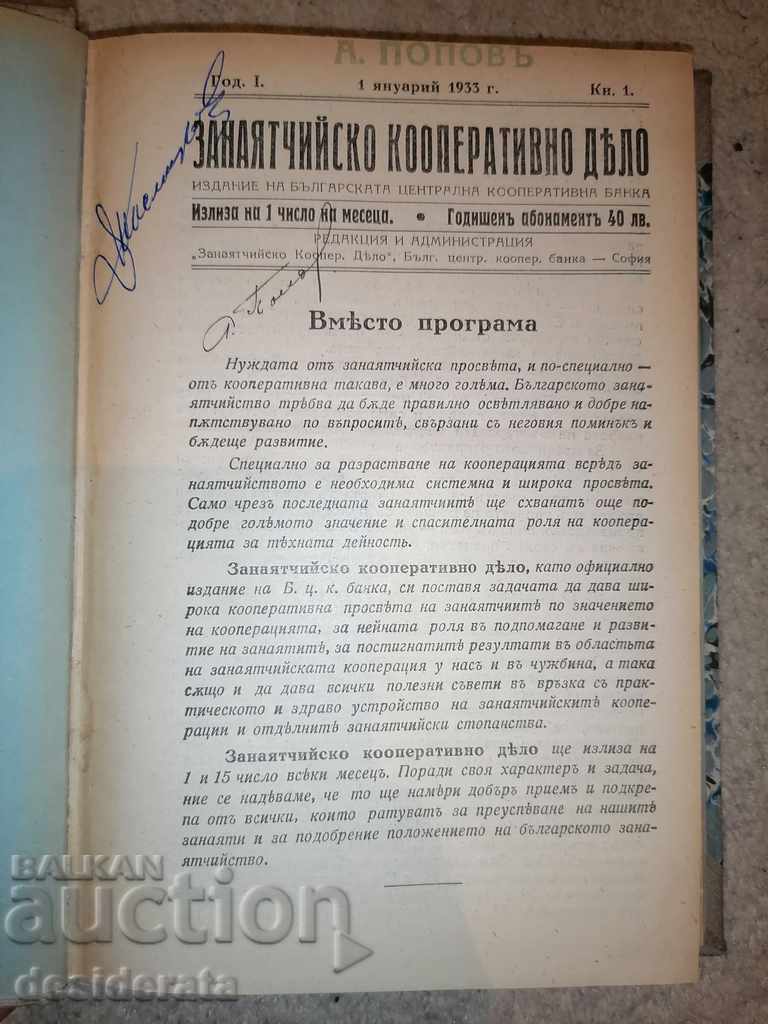 А. ПОПОВЪ
Год. I.   1 януарий 1933 г.   Кн. 1.
ЗАНАЯТЧИЙСКО КООПЕРАТИВНО ДѢЛО
ИЗДАНИЕ НА БЪЛГАРСКАТА ЦЕНТРАЛНА КООПЕРАТИВНА БАНКА
Излиза на 1 число на месеца. • Годишенъ абонаментъ 40 лв.
РЕДАКЦИЯ И АДМИНИСТРАЦИЯ
„Занаятчийско Коопер. Дѣло", Бълг. центр. коопер. банка — София
Вмѣсто програма
Нуждата отъ занаятчийска просвѣта, и по-специално —
отъ кооперативна такава, е много голѣма. Българското зана-
ятчийство трѣбва да бѫде правилно освѣтлявано и добре на-
пѫтствувано по въпроситѣ, свързани съ неговия поминъкъ и
бѫдеще развитие.
Специално за разрастване на кооперацията всрѣдъ за-
наятчийството е необходима системна и широка просвѣта.
Само чрезъ последната занаятчиитѣ ще схванатъ още по-
добре голѣмото значение и спасителната роля на коопера-
цията за тѣхната дейность.
Занаятчийско кооперативно дѣло, като официално
издание на Б. ц. к. банка, си поставя задачата да дава ши-
рока кооперативна просвѣта на занаятчиитѣ по значението
на кооперацията, за нейната роля въ подпомагане и разви-
тие на занаятитѣ, за постигнатитѣ резултати въ областьта
на занаятчийската кооперация у насъ и въ чужбина, а така
сѫщо и да дава всички полезни съвети въ връзка съ прак-
тическото и здраво устройство на занаятчийскитѣ коопе-
рации и отдѣлнитѣ занаятчийски стопанства.
Занаятчийско кооперативно дѣло ще излиза на
1 и 15 число всѣки месецъ. Поради своя характеръ и задача,
ние се надѣваме, че то ще намѣри добъръ приемъ и подкре-
па отъ всички, които ратуватъ за преуспѣване на нашитѣ
занаяти и за подобрение положението на българското зана-
ятчийство.
BALKAN
auction
desiderata